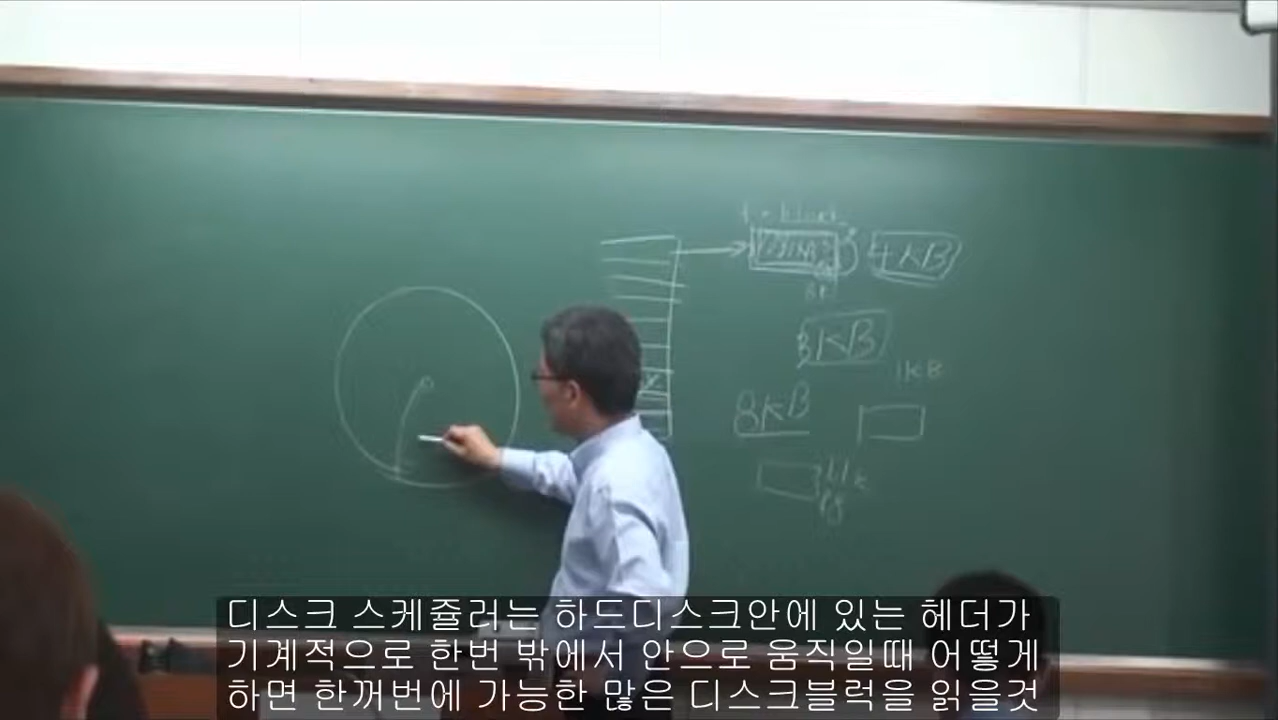 4KB
8KB
1KB
8KB
디스크 스케쥴러는 하드디스크안에 있는 헤더가
기계적으로 한번 밖에서 안으로 움직일때 어떻게
하면 한꺼번에 가능한 많은 디스크블럭을 읽을것